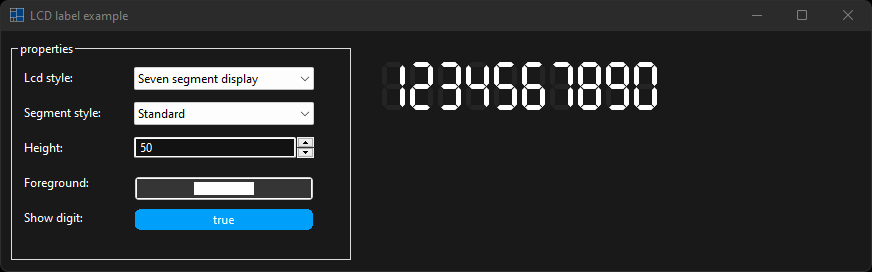 LCD label example
properties
Lcd style:
Seven segment display
Segment style:
Standard
Height:
50
Foreground:
Show digit:
true
1234567890